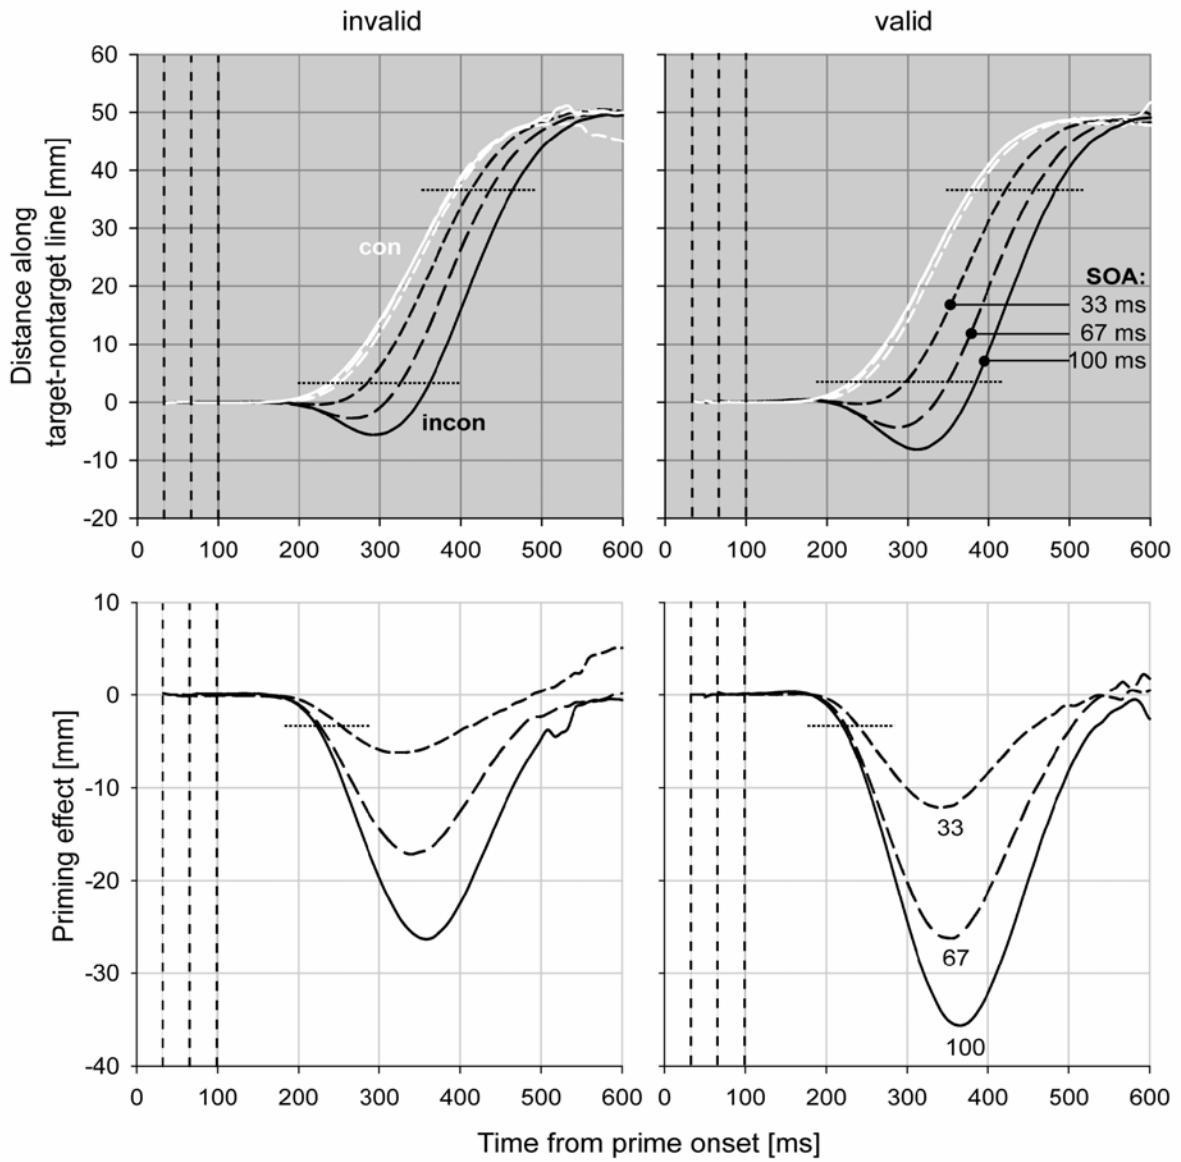 invalid
valid
60
50
40
30
20
10
0
-10
-20
Distance along
target-nontarget line [mm]
con
incon
SOA:
33 ms
67 ms
100 ms
0 100 200 300 400 500 600
0 100 200 300 400 500 600
10
0
-10
-20
-30
-40
Priming effect [mm]
33
67
100
0 100 200 300 400 500 600
0 100 200 300 400 500 600
Time from prime onset [ms]